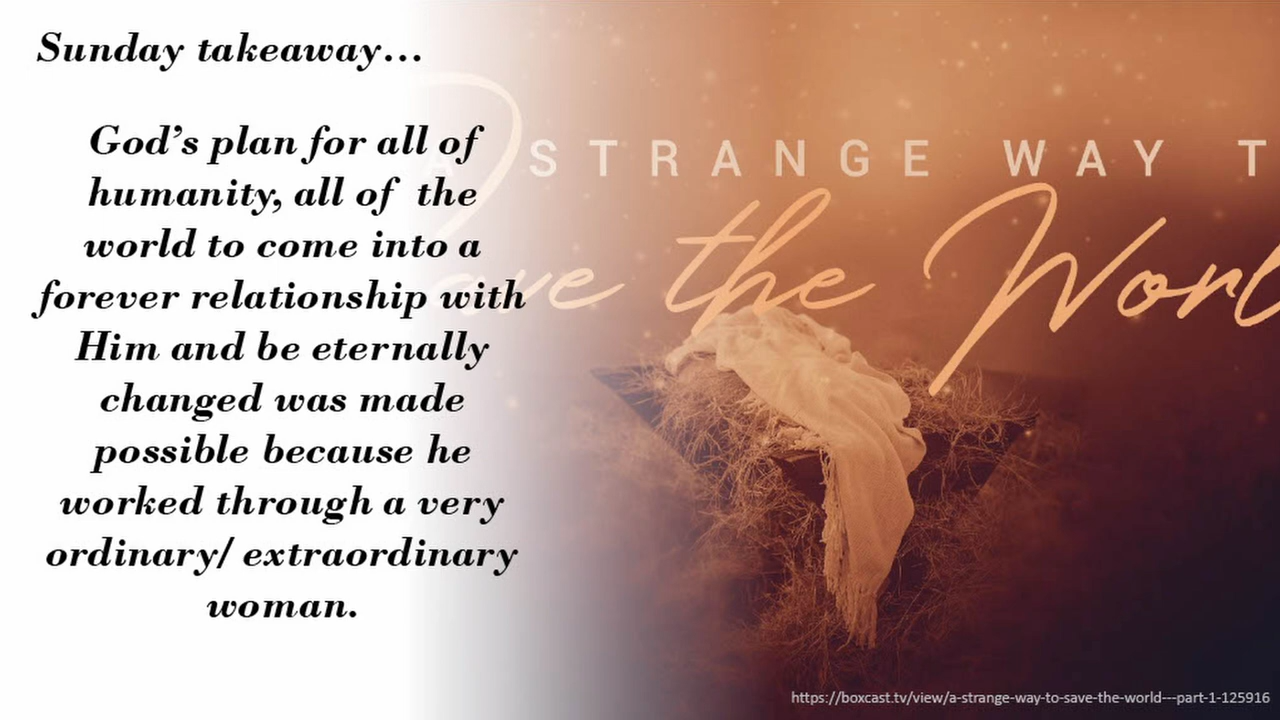 Sunday takeaway...
God's plan for all of
humanity, all of the
world to come into a
forever relationship with
Him and be eternally
changed was made
possible because he
worked through a very
ordinary/ extraordinary
woman.
A STRANGE WAY T
ave the Worl
https://boxcast.tv/view/a-strange-way-to-save-the-world---part-1-125916